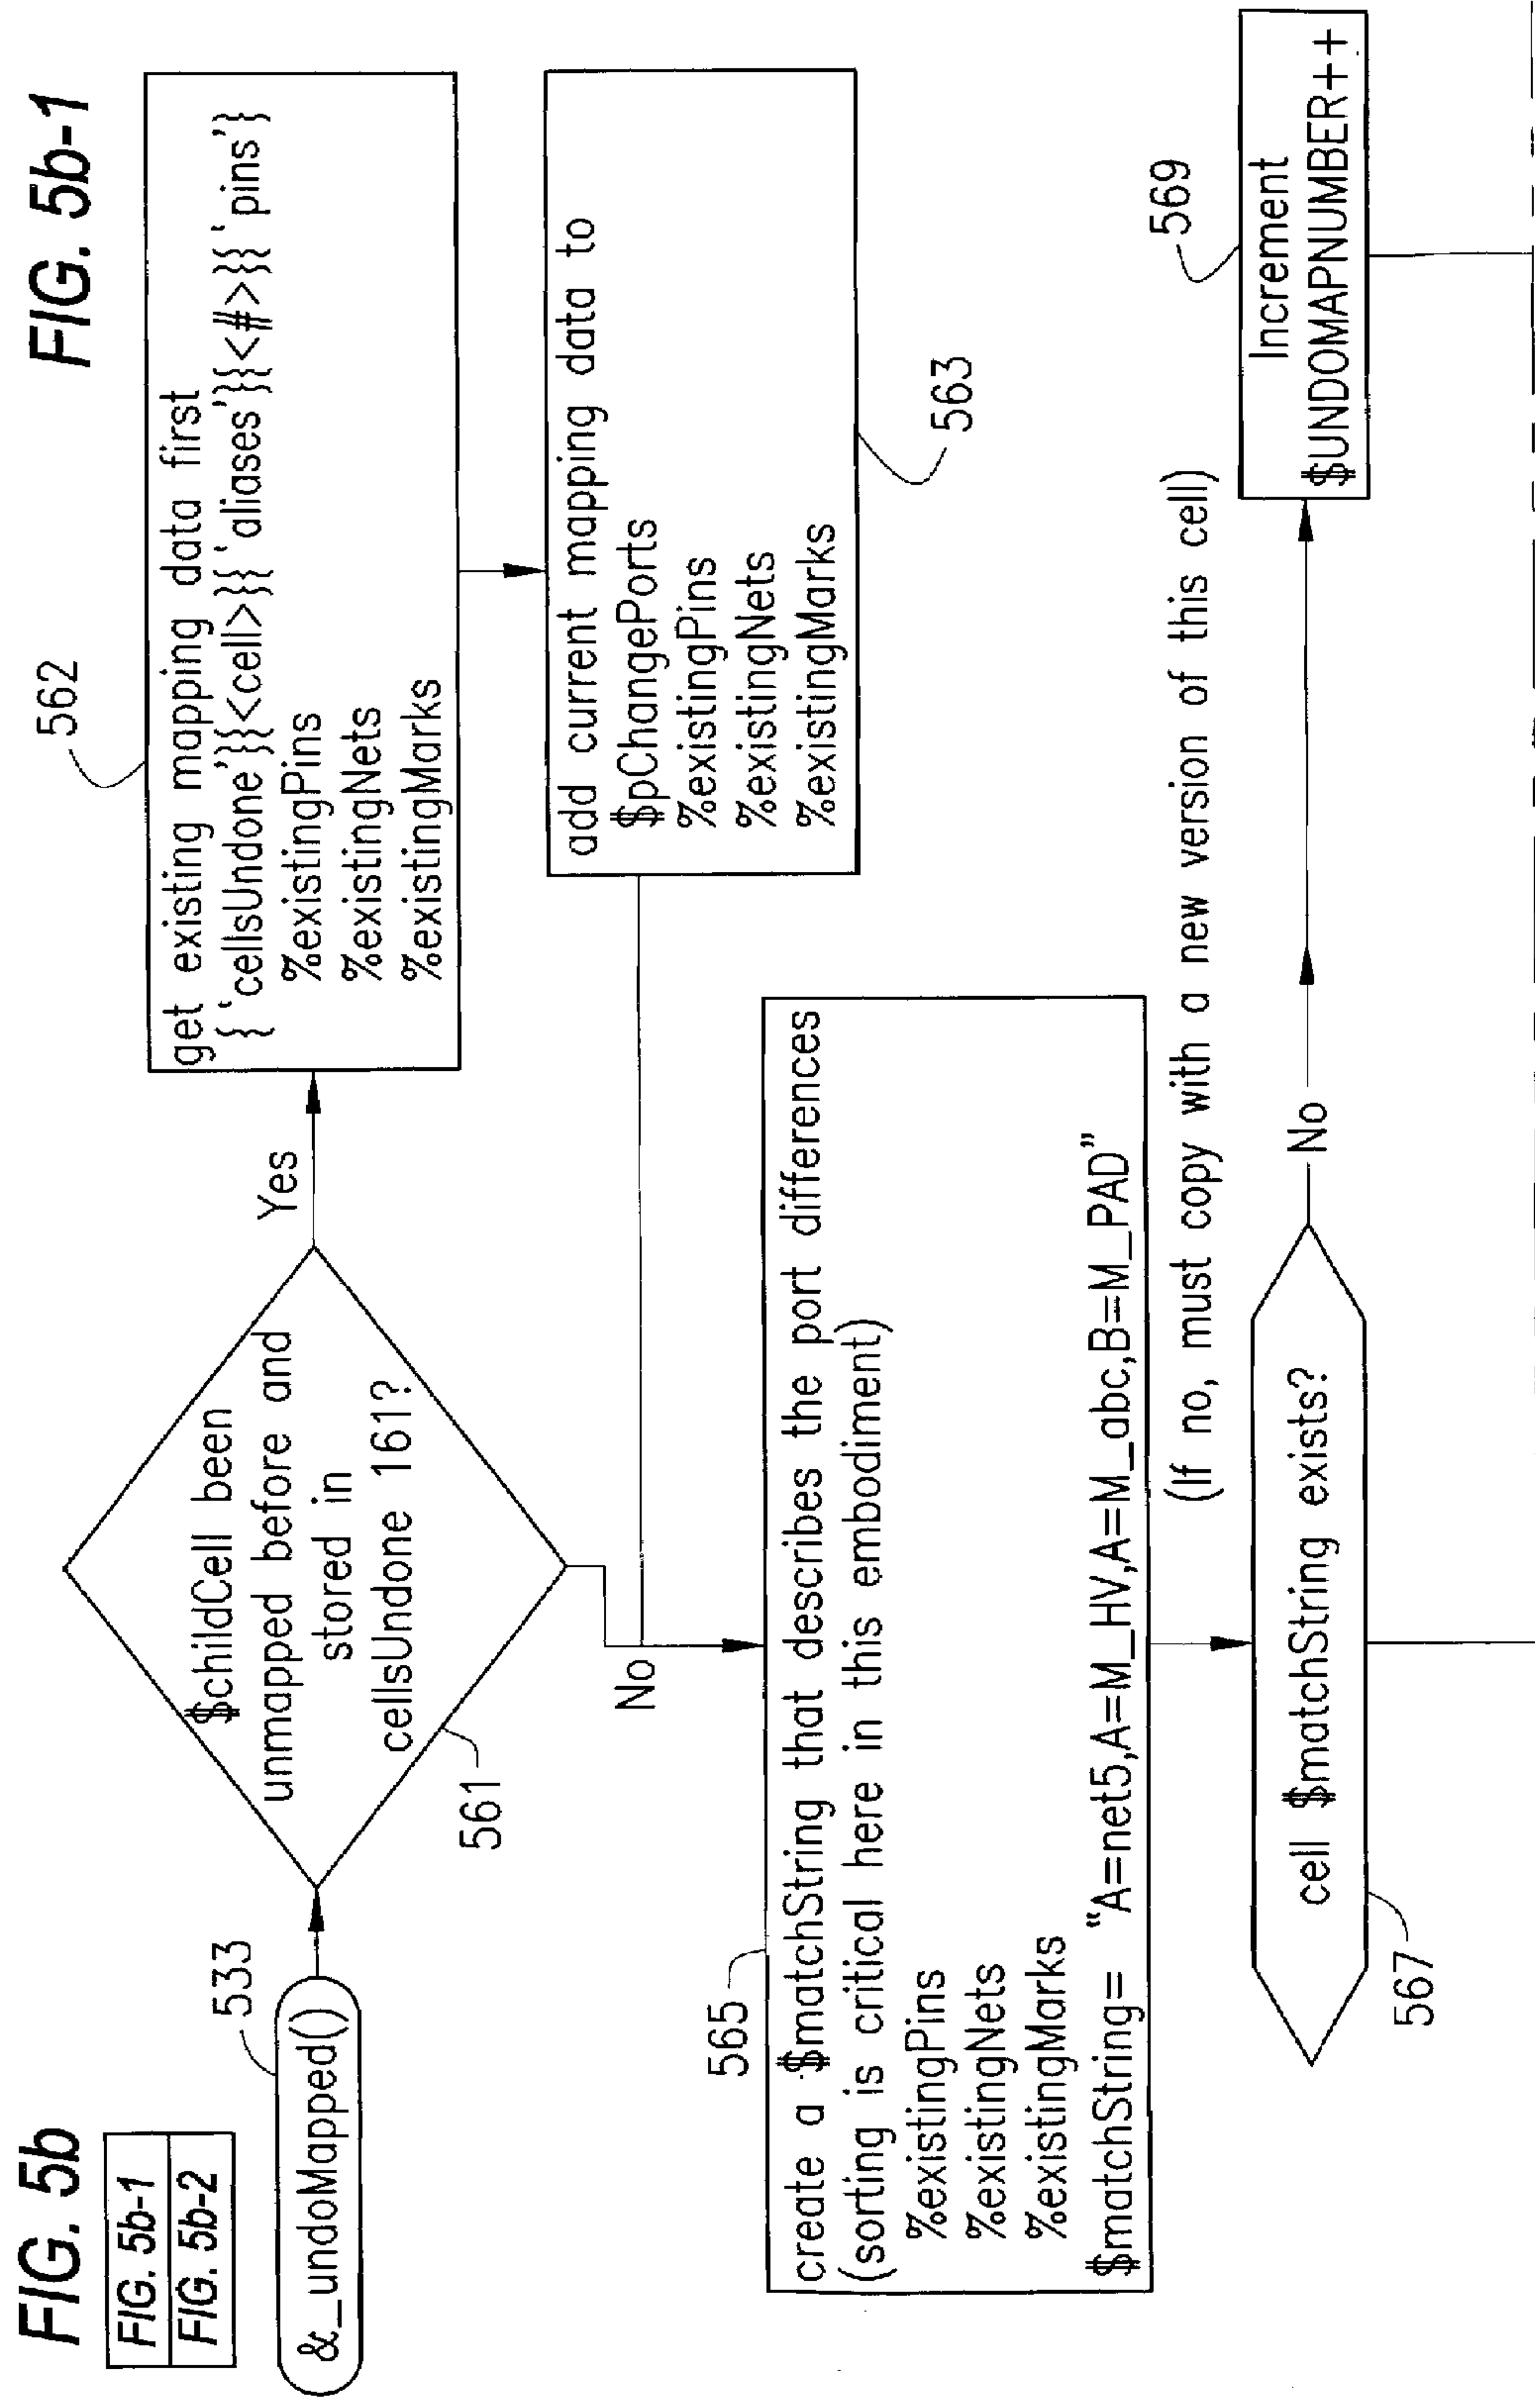 FIG. 5b
FIG. 5b-1
FIG. 5b-2
FIG. 5b-1
533
&_undoMapped()
$childCell been
unmapped before and
stored in
cellsUndone 161?
561
Yes
No
562
get existing mapping data first
{ 'cellsUndone'}{<cell>}{ 'aliases'}{<#>}{ 'pins'}
%existingPins
%existingNets
%existingMarks
add current mapping data to
$pChangePorts
%existingPins
%existingNets
%existingMarks
563
565
create a $matchString that describes the port differences
(sorting is critical here in this embodiment)
%existingPins
%existingNets
%existingMarks
$matchString= "A=net5,A=M_HV,A=M_abc,B=M_PAD"
(If no, must copy with a new version of this cell)
cell $matchString exists?
567
No
569
Increment
$UNDOMAPNUMBER++